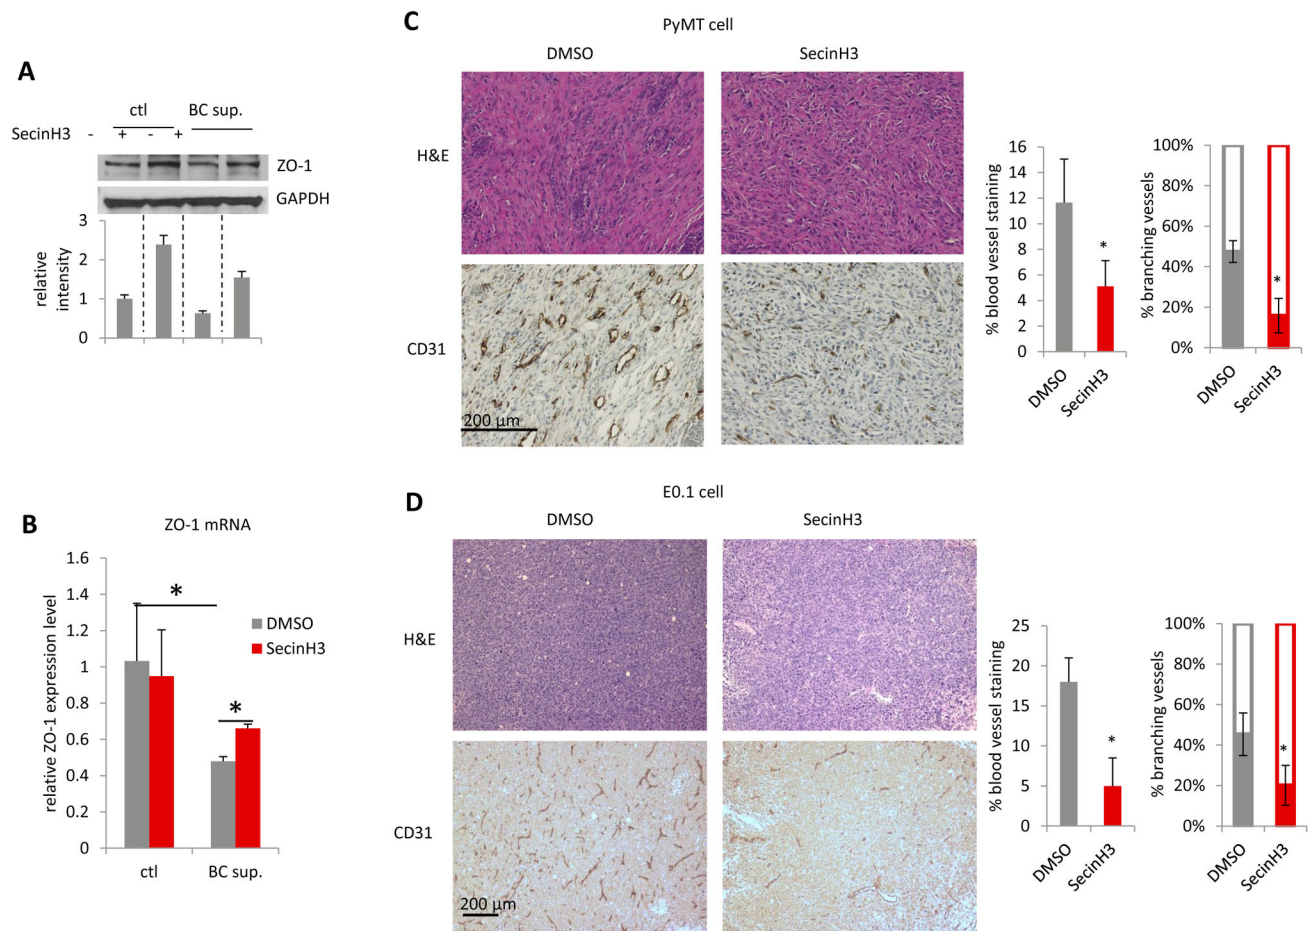 A
ctl BC sup.
SecinH3 - + - +
ZO-1
GAPDH
relative
intensity
3
2
1
0
B
ZO-1 mRNA
relative ZO-1 expression level
1.6
1.4
1.2
1
0.8
0.6
0.4
0.2
0
*
*
DMSO
SecinH3
ctl BC sup.
C
PyMT cell
DMSO SecinH3
H&E
CD31
200 µm
% blood vessel staining
16
14
12
10
8
6
4
2
0
*
DMSO
SecinH3
% branching vessels
100%
80%
60%
40%
20%
0%
*
DMSO
SecinH3
D
E0.1 cell
DMSO SecinH3
H&E
CD31
200 µm
% blood vessel staining
25
20
15
10
5
0
*
DMSO
SecinH3
% branching vessels
100%
80%
60%
40%
20%
0%
*
DMSO
SecinH3